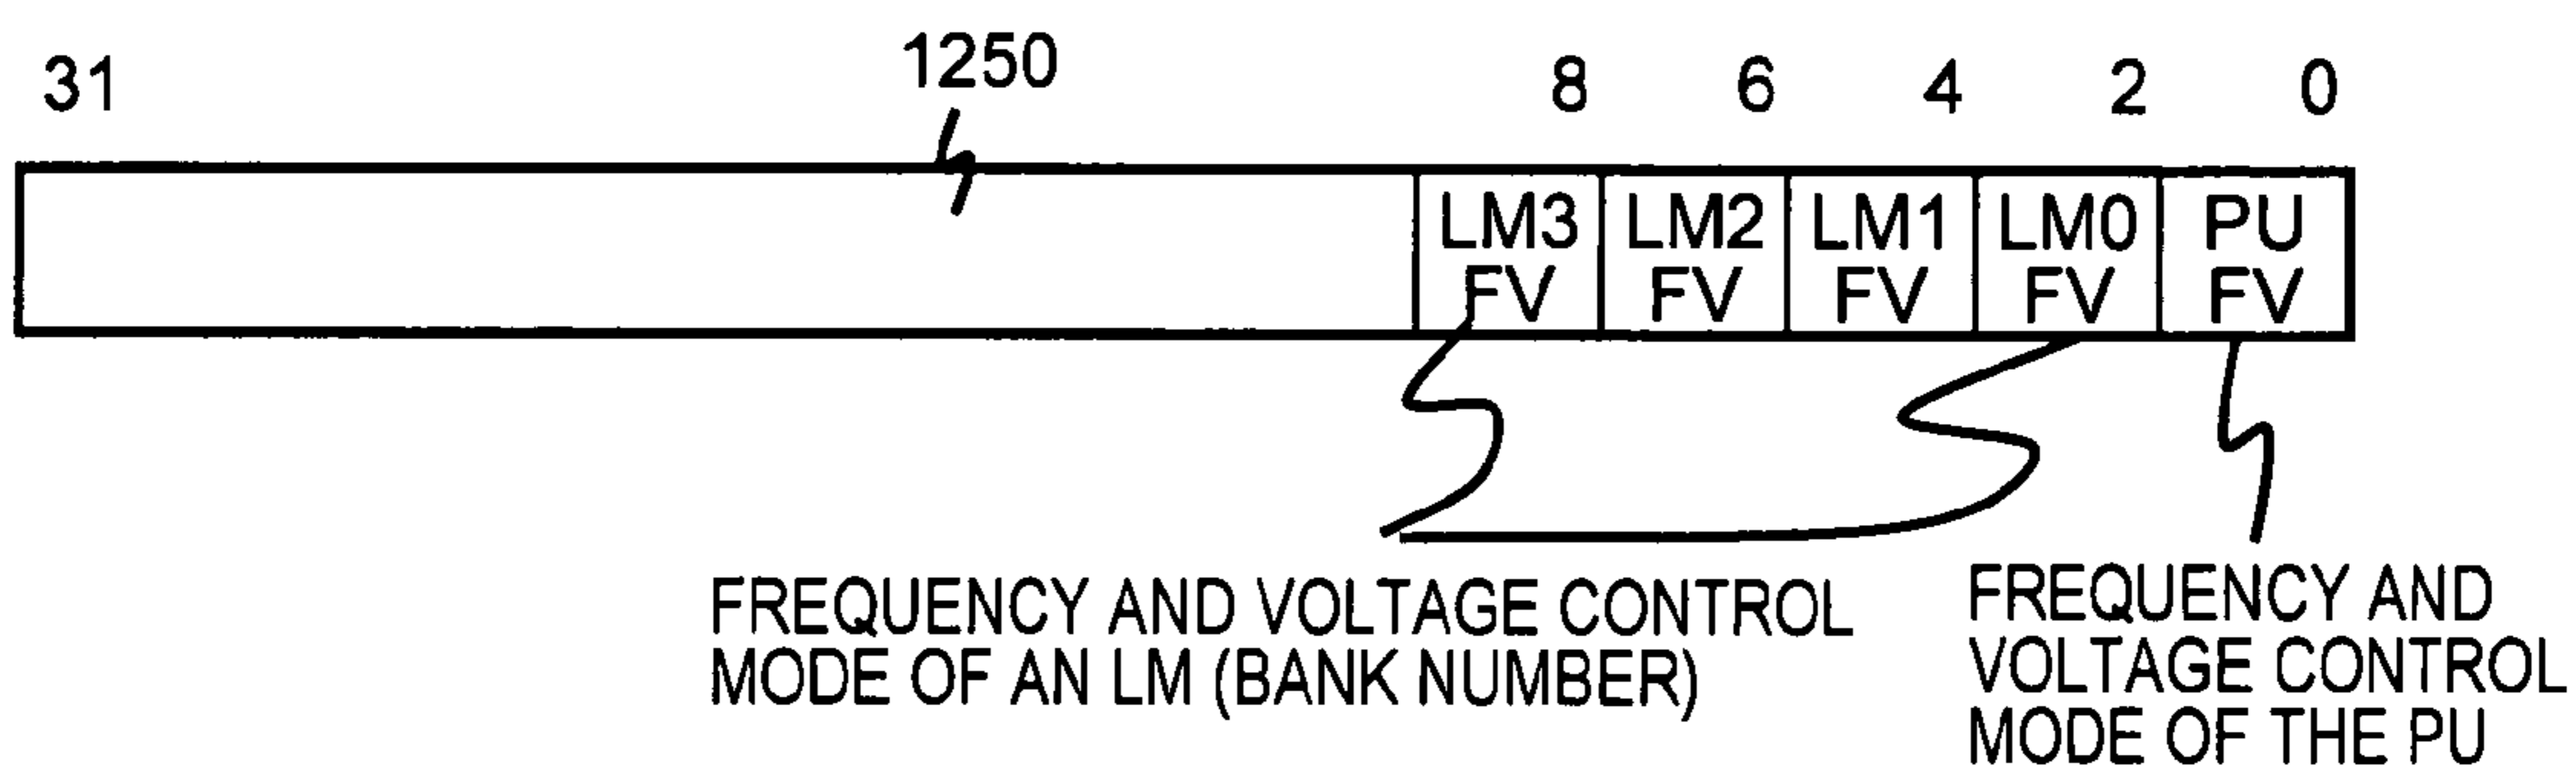 31 1250 8 6 4 2 0
LM3 LM2 LM1 LM0 PU
FV FV FV FV FV
FREQUENCY AND VOLTAGE CONTROL
MODE OF AN LM (BANK NUMBER)
FREQUENCY AND
VOLTAGE CONTROL
MODE OF THE PU